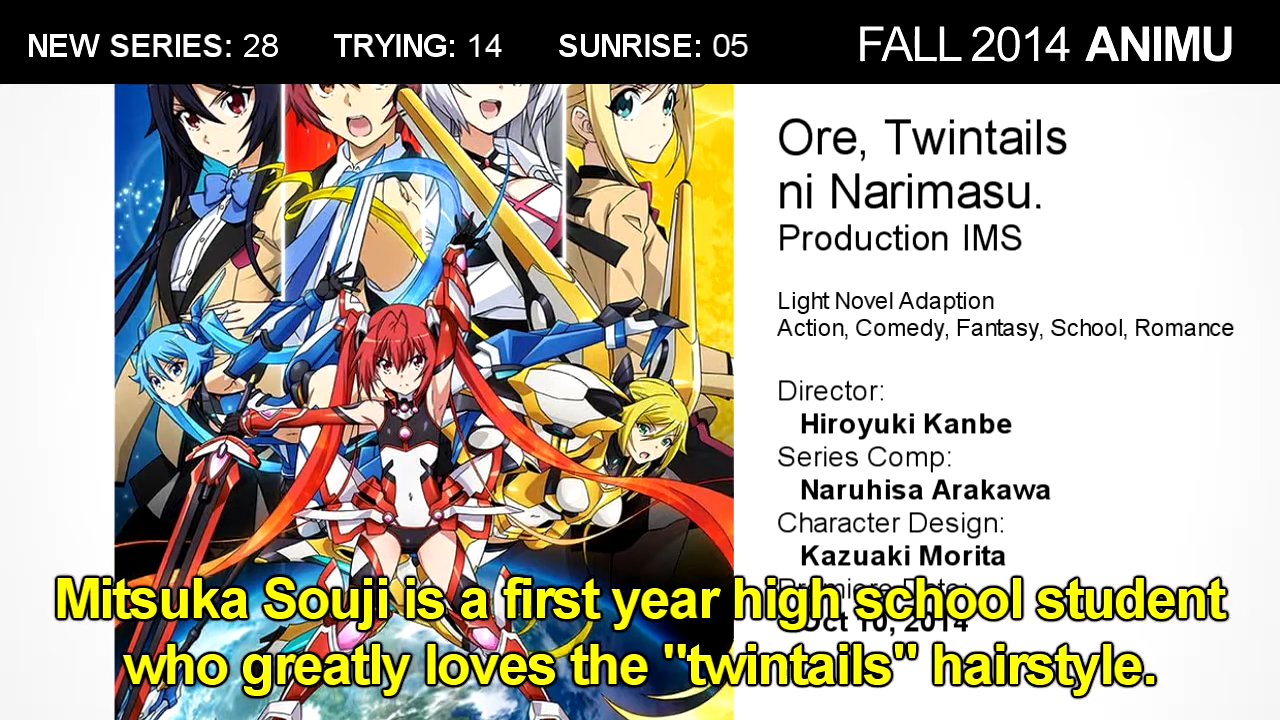 NEW SERIES: 28 TRYING: 14 SUNRISE: 05 FALL 2014 ANIMU
Ore, Twintails
ni Narimasu.
Production IMS
Light Novel Adaption
Action, Comedy, Fantasy, School, Romance
Director:
Hiroyuki Kanbe
Series Comp:
Naruhisa Arakawa
Character Design:
Kazuaki Morita
Premiere Date:
Oct 10, 2014
Mitsuka Souji is a first year high school student
who greatly loves the "twintails" hairstyle.